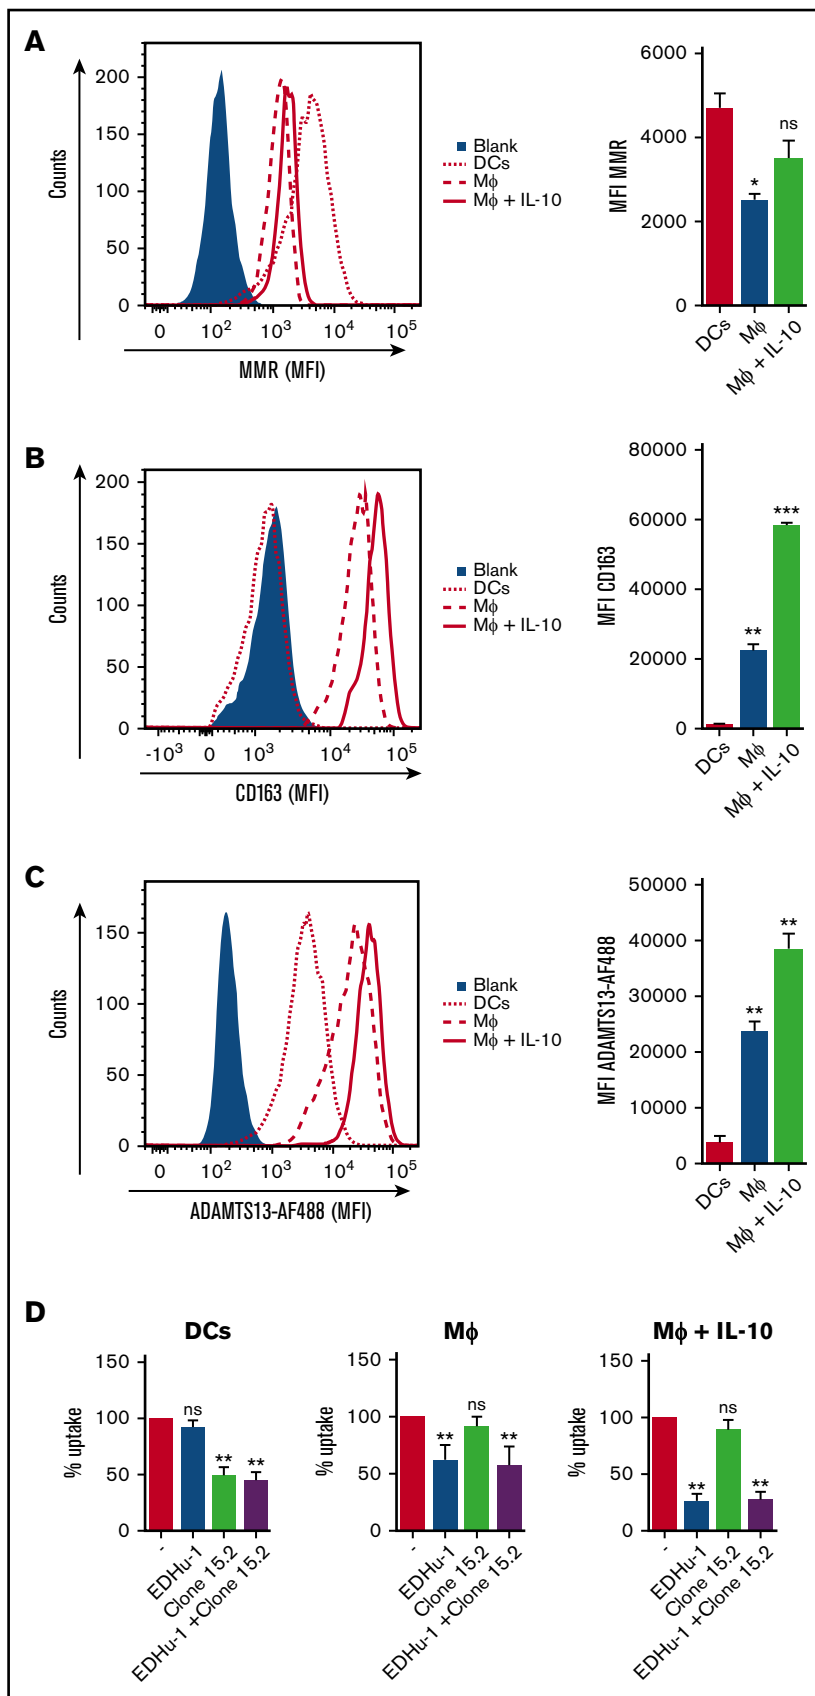 A
200
150
100
50
0
Counts
0 10² 10³ 10⁴ 10⁵
MMR (MFI)
Blank
DCs
Mϕ
Mϕ + IL-10
6000
4000
2000
0
MFI MMR
*
ns
DCs
Mϕ
Mϕ + IL-10
B
200
150
100
50
0
Counts
-10³ 0 10³ 10⁴ 10⁵
CD163 (MFI)
Blank
DCs
Mϕ
Mϕ + IL-10
80000
60000
40000
20000
0
MFI CD163
**
***
DCs
Mϕ
Mϕ + IL-10
C
150
100
50
0
Counts
0 10² 10³ 10⁴ 10⁵
ADAMTS13-AF488 (MFI)
Blank
DCs
Mϕ
Mϕ + IL-10
50000
40000
30000
20000
10000
0
MFI ADAMTS13-AF488
**
**
DCs
Mϕ
Mϕ + IL-10
D
DCs
150
100
50
0
% uptake
ns
**
**
-
EDHu-1
Clone 15.2
EDHu-1 +Clone 15.2
Mϕ
150
100
50
0
% uptake
**
ns
**
-
EDHu-1
Clone 15.2
EDHu-1 +Clone 15.2
Mϕ + IL-10
150
100
50
0
% uptake
**
ns
**
-
EDHu-1
Clone 15.2
EDHu-1 +Clone 15.2